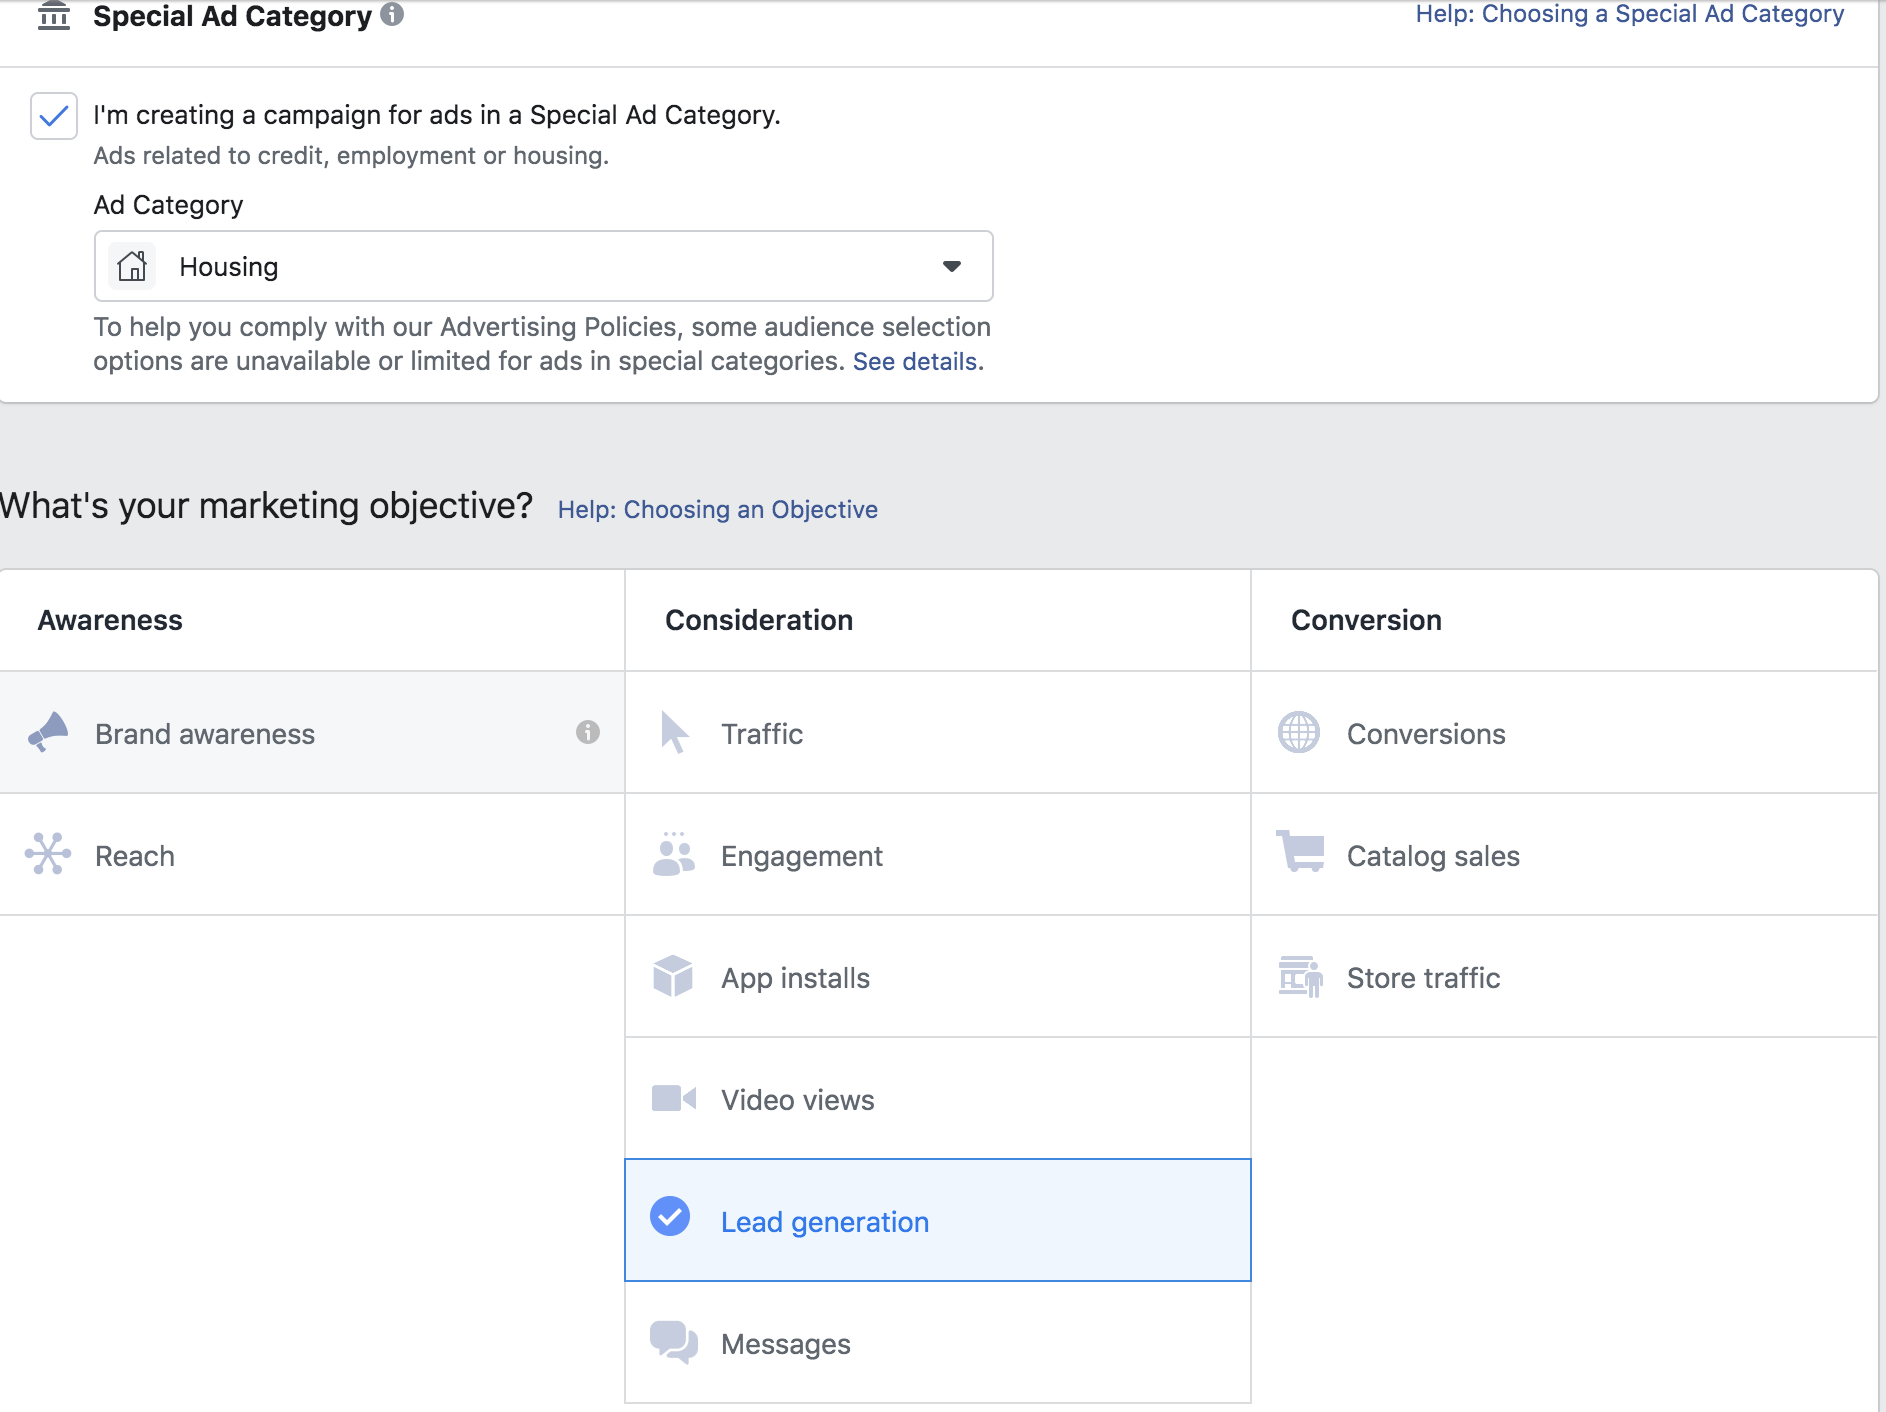 Special Ad Category
Help: Choosing a Special Ad Category
I'm creating a campaign for ads in a Special Ad Category.
Ads related to credit, employment or housing.
Ad Category
Housing
To help you comply with our Advertising Policies, some audience selection
options are unavailable or limited for ads in special categories. See details.
What's your marketing objective? Help: Choosing an Objective
Awareness
Brand awareness
Reach
Consideration
Traffic
Engagement
App installs
Video views
Lead generation
Messages
Conversion
Conversions
Catalog sales
Store traffic